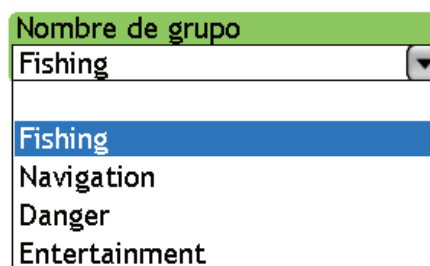 Nombre de grupo
Fishing
Fishing
Navigation
Danger
Entertainment